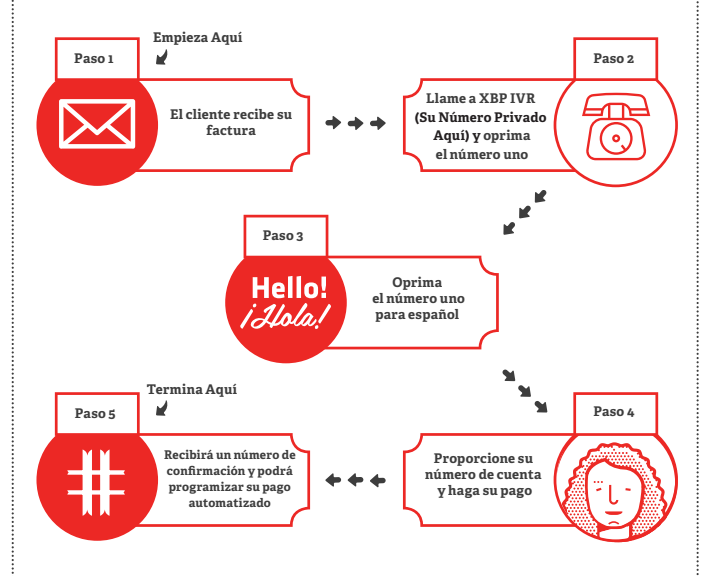 Empieza Aquí
Paso 1
El cliente recibe su
factura
Paso 2
Llame a XBP IVR
(Su Número Privado
Aquí) y oprima
el número uno
Paso 3
Hello!
¡Hola!
Oprima
el número uno
para español
Paso 4
Proporcione su
número de cuenta
y haga su pago
Termina Aquí
Paso 5
Recibirá un número de
confirmación y podrá
programizar su pago
automatizado